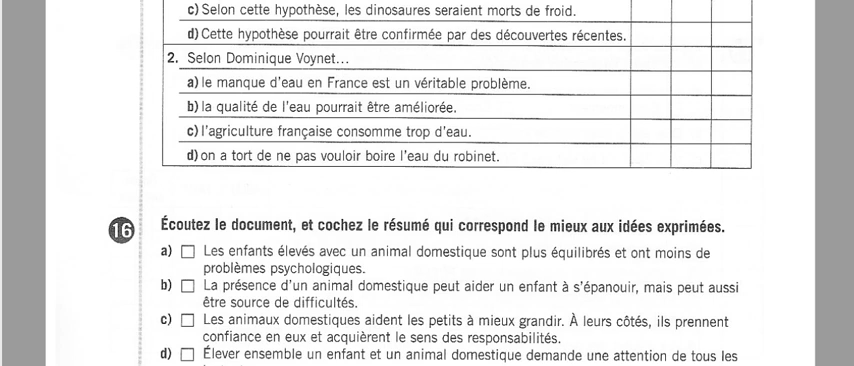 c) Selon cette hypothèse, les dinosaures seraient morts de froid.
d) Cette hypothèse pourrait être confirmée par des découvertes récentes.
2. Selon Dominique Voynet...
a) le manque d'eau en France est un véritable problème.
b) la qualité de l'eau pourrait être améliorée.
c) l'agriculture française consomme trop d'eau.
d) on a tort de ne pas vouloir boire l'eau du robinet.
16 Écoutez le document, et cochez le résumé qui correspond le mieux aux idées exprimées.
a) □ Les enfants élevés avec un animal domestique sont plus équilibrés et ont moins de
problèmes psychologiques.
b) □ La présence d'un animal domestique peut aider un enfant à s'épanouir, mais peut aussi
être source de difficultés.
c) □ Les animaux domestiques aident les petits à mieux grandir. À leurs côtés, ils prennent
confiance en eux et acquièrent le sens des responsabilités.
d) □ Élever ensemble un enfant et un animal domestique demande une attention de tous les